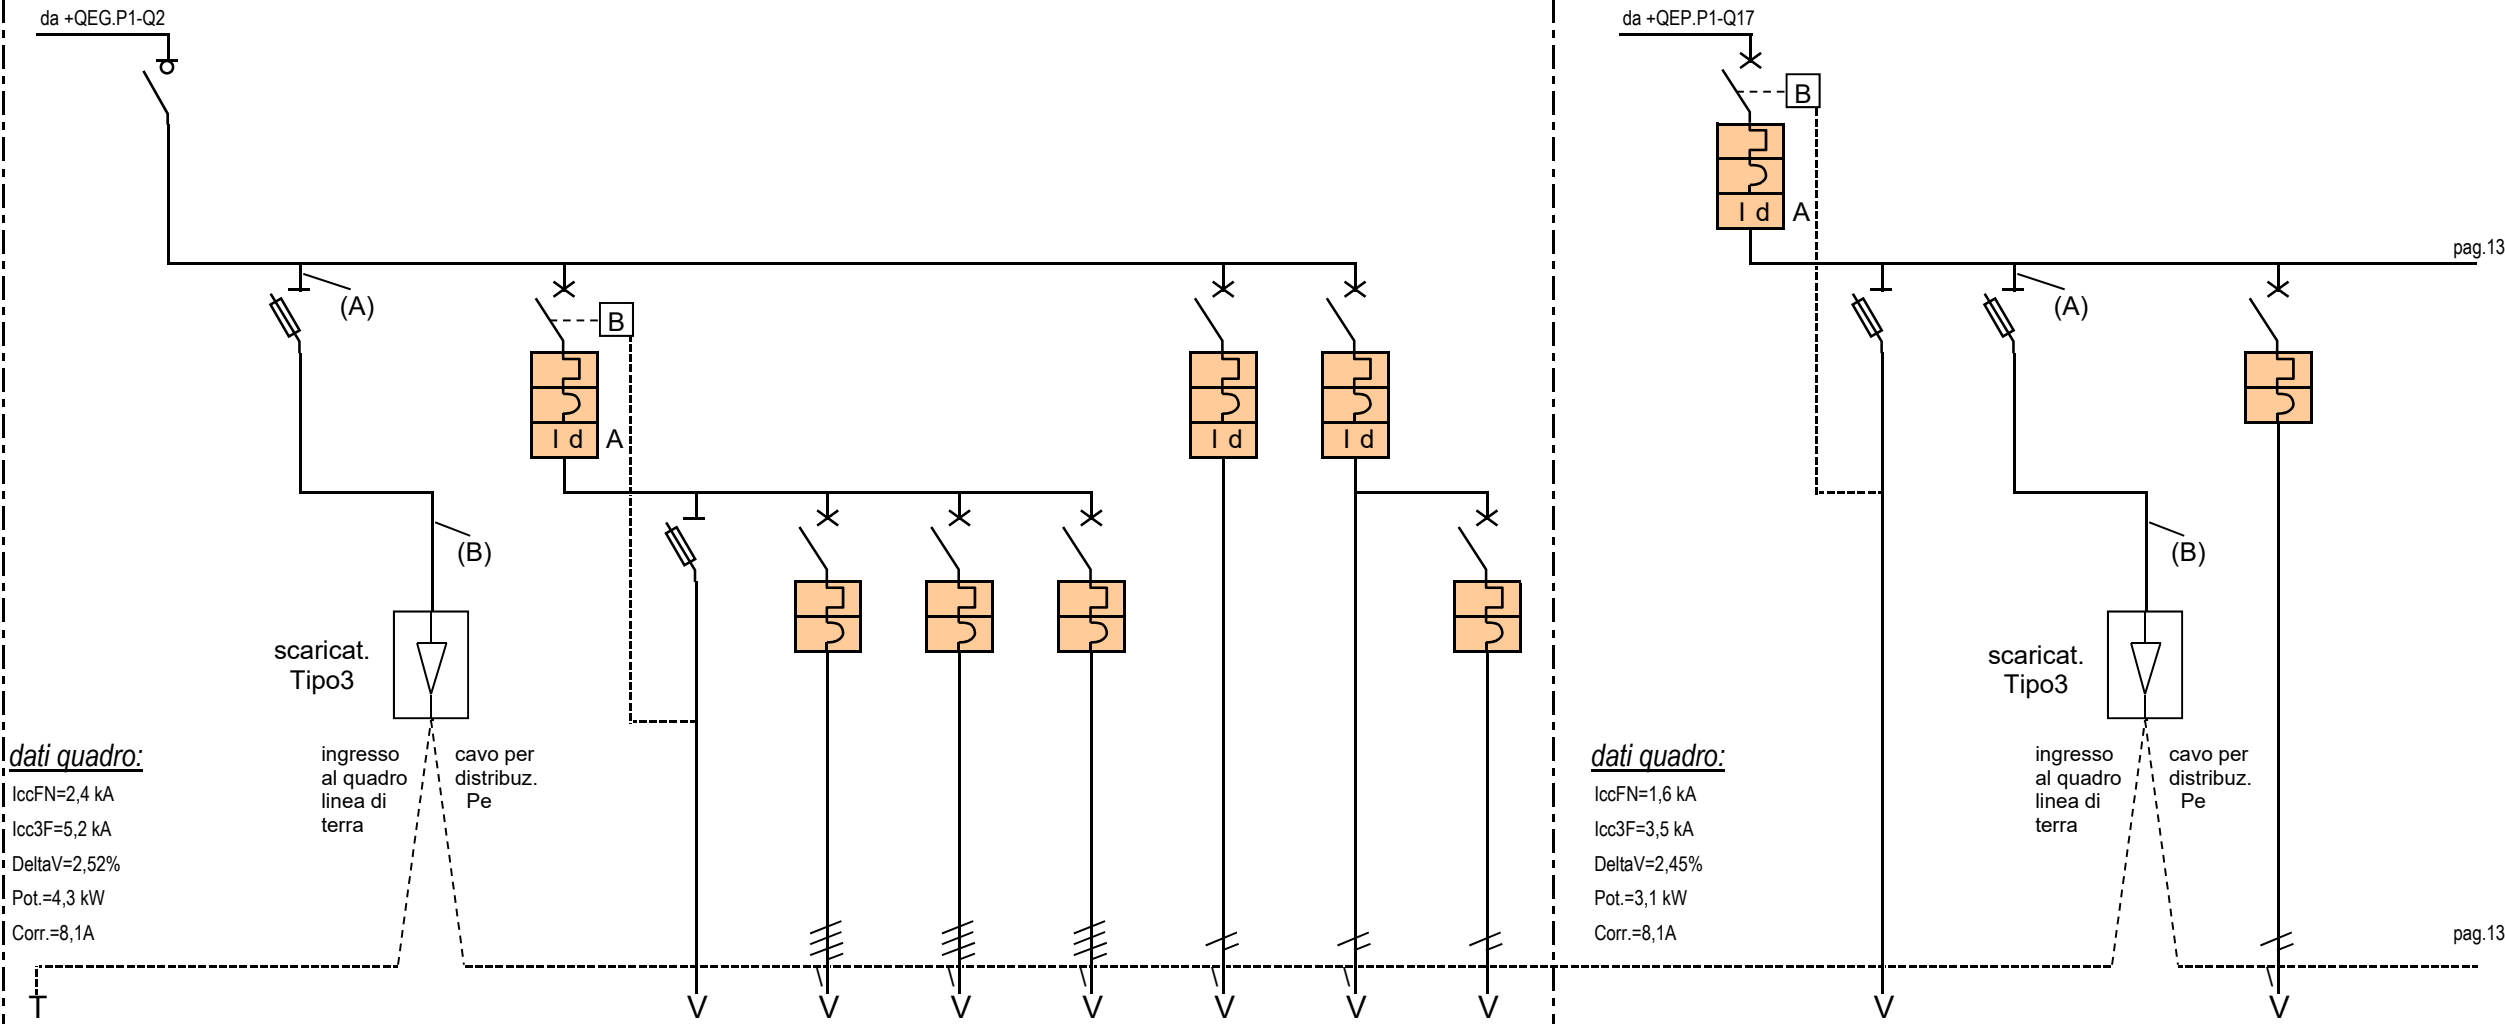 da +QEG.P1-Q2
da +QEP.P1-Q17
B
I d A
pag.13
(A)
B
I d A
I d
I d
(A)
(B)
(B)
scaricat.
Tipo3
scaricat.
Tipo3
dati quadro:
IccFN=2,4 kA
Icc3F=5,2 kA
DeltaV=2,52%
Pot.=4,3 kW
Corr.=8,1A
ingresso
al quadro
linea di
terra
cavo per
distribuz.
Pe
dati quadro:
IccFN=1,6 kA
Icc3F=3,5 kA
DeltaV=2,45%
Pot.=3,1 kW
Corr.=8,1A
ingresso
al quadro
linea di
terra
cavo per
distribuz.
Pe
pag.13
T
V
V
V
V
V
V
V
V
V